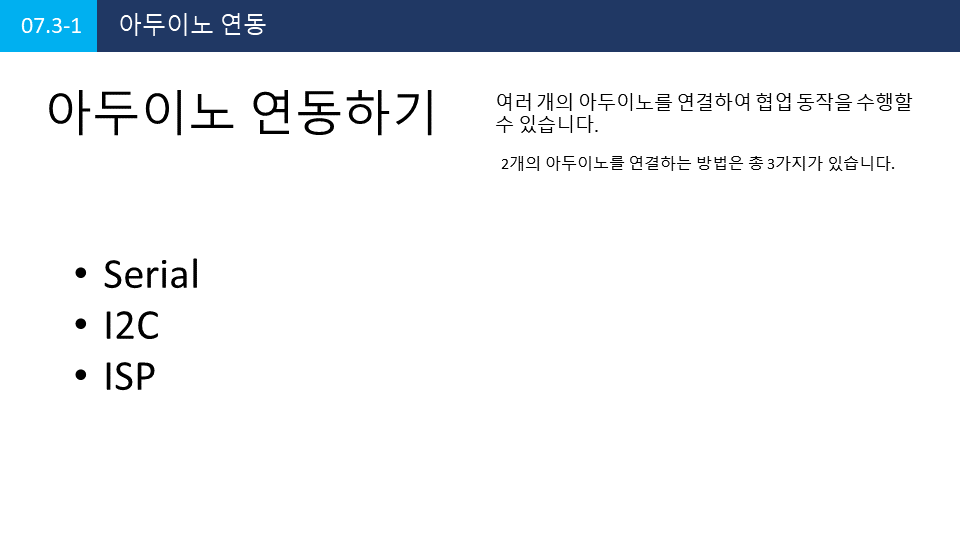 07.3-1
아두이노 연동
아두이노 연동하기
여러 개의 아두이노를 연결하여 협업 동작을 수행할
수 있습니다.
2개의 아두이노를 연결하는 방법은 총 3가지가 있습니다.
• Serial
• I2C
• ISP